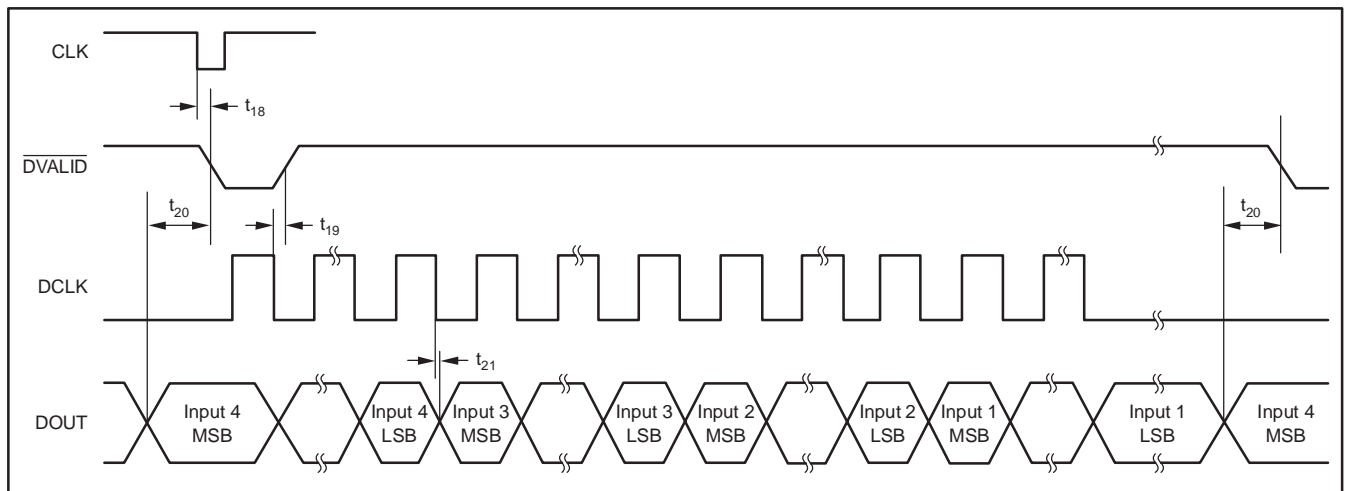 CLK
t18
DVALID
t20
t19
t20
DCLK
t21
DOUT
Input 4
MSB
Input 4
LSB
Input 3
MSB
Input 3
LSB
Input 2
MSB
Input 2
LSB
Input 1
MSB
Input 1
LSB
Input 4
MSB